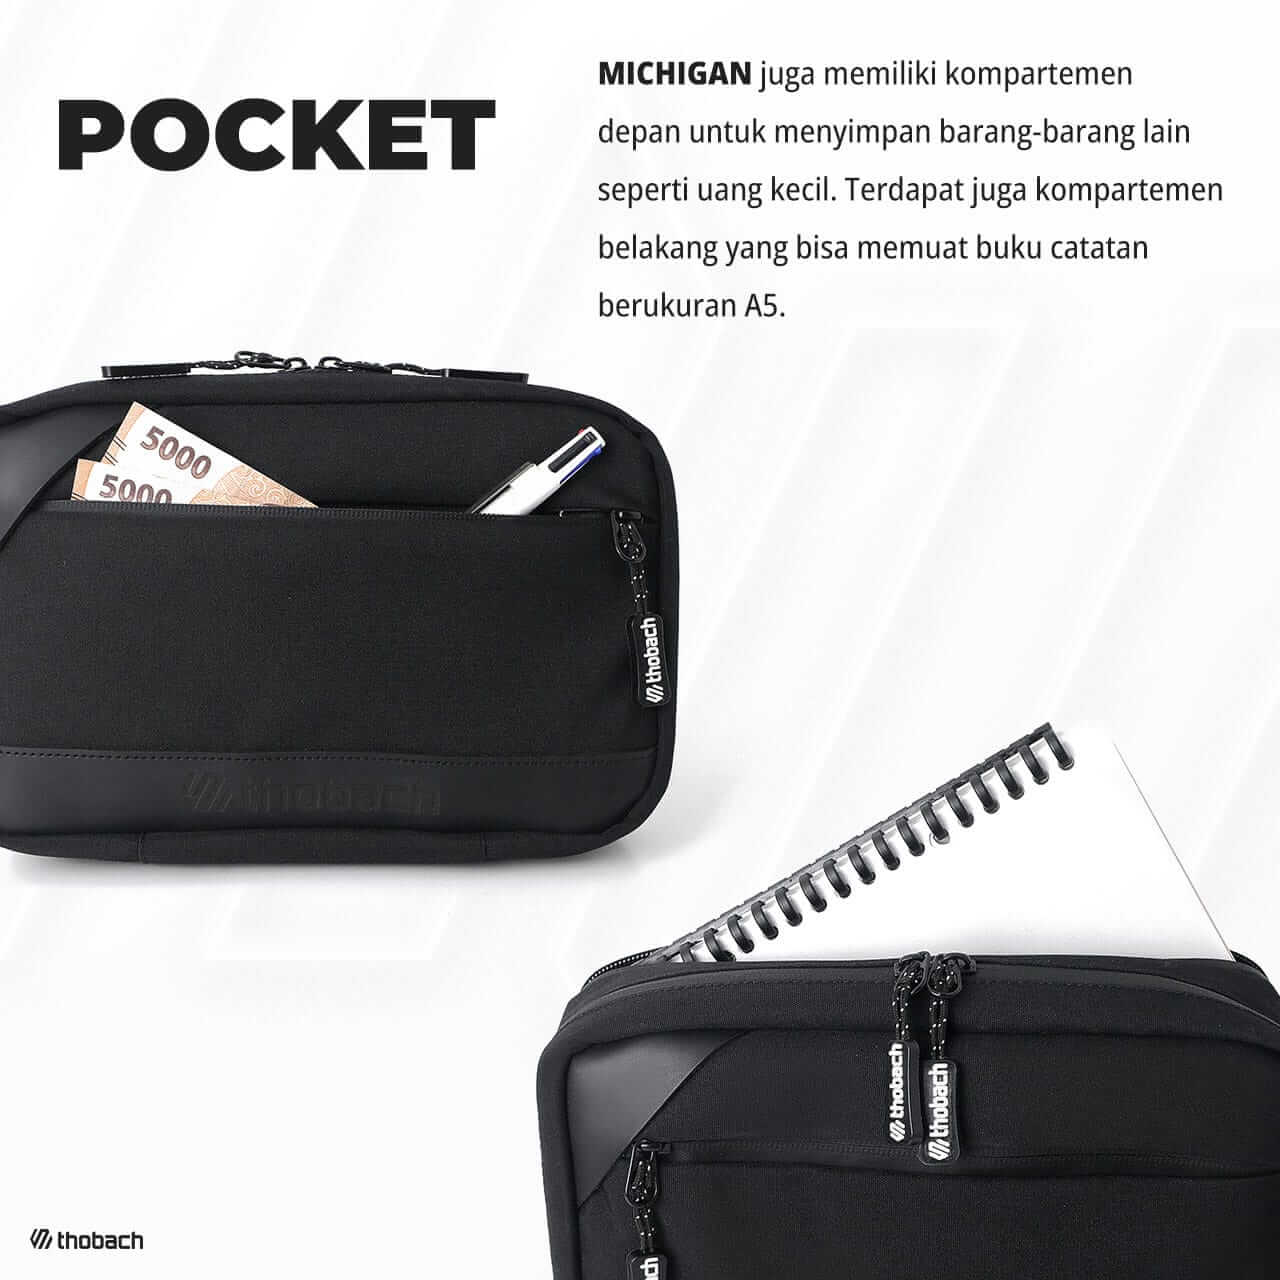 POCKET
MICHIGAN juga memiliki kompartemen
depan untuk menyimpan barang-barang lain
seperti uang kecil. Terdapat juga kompartemen
belakang yang bisa memuat buku catatan
berukuran A5.
5000
5000
thobach
thobach
thobach
thobach
thobach
thobach